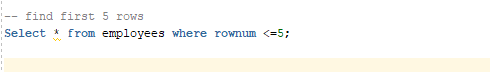 -- find first 5 rows
Select * from employees where rownum <=5;